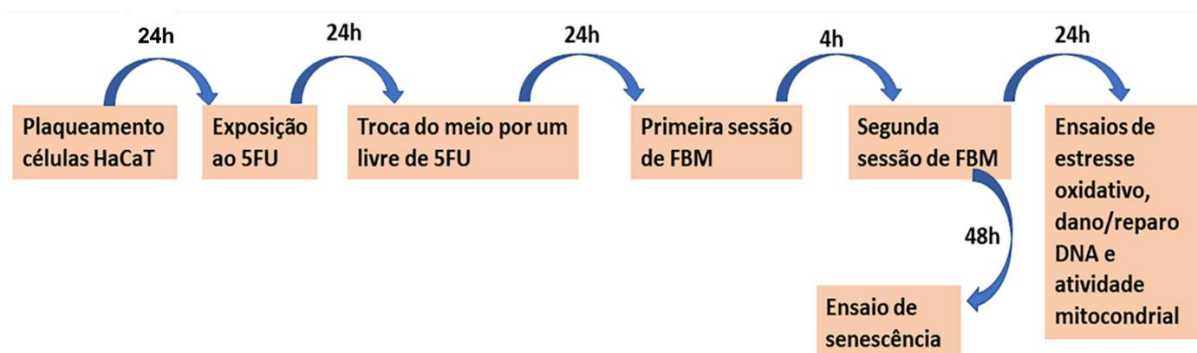 24h
24h
24h
4h
24h
Plaqueamento
células HaCaT
Exposição
ao 5FU
Troca do meio por um
livre de 5FU
Primeira sessão
de FBM
Segunda
sessão de FBM
Ensaios de
estresse
oxidativo,
dano/reparo
DNA e
atividade
mitocondrial
48h
Ensaio de
senescência